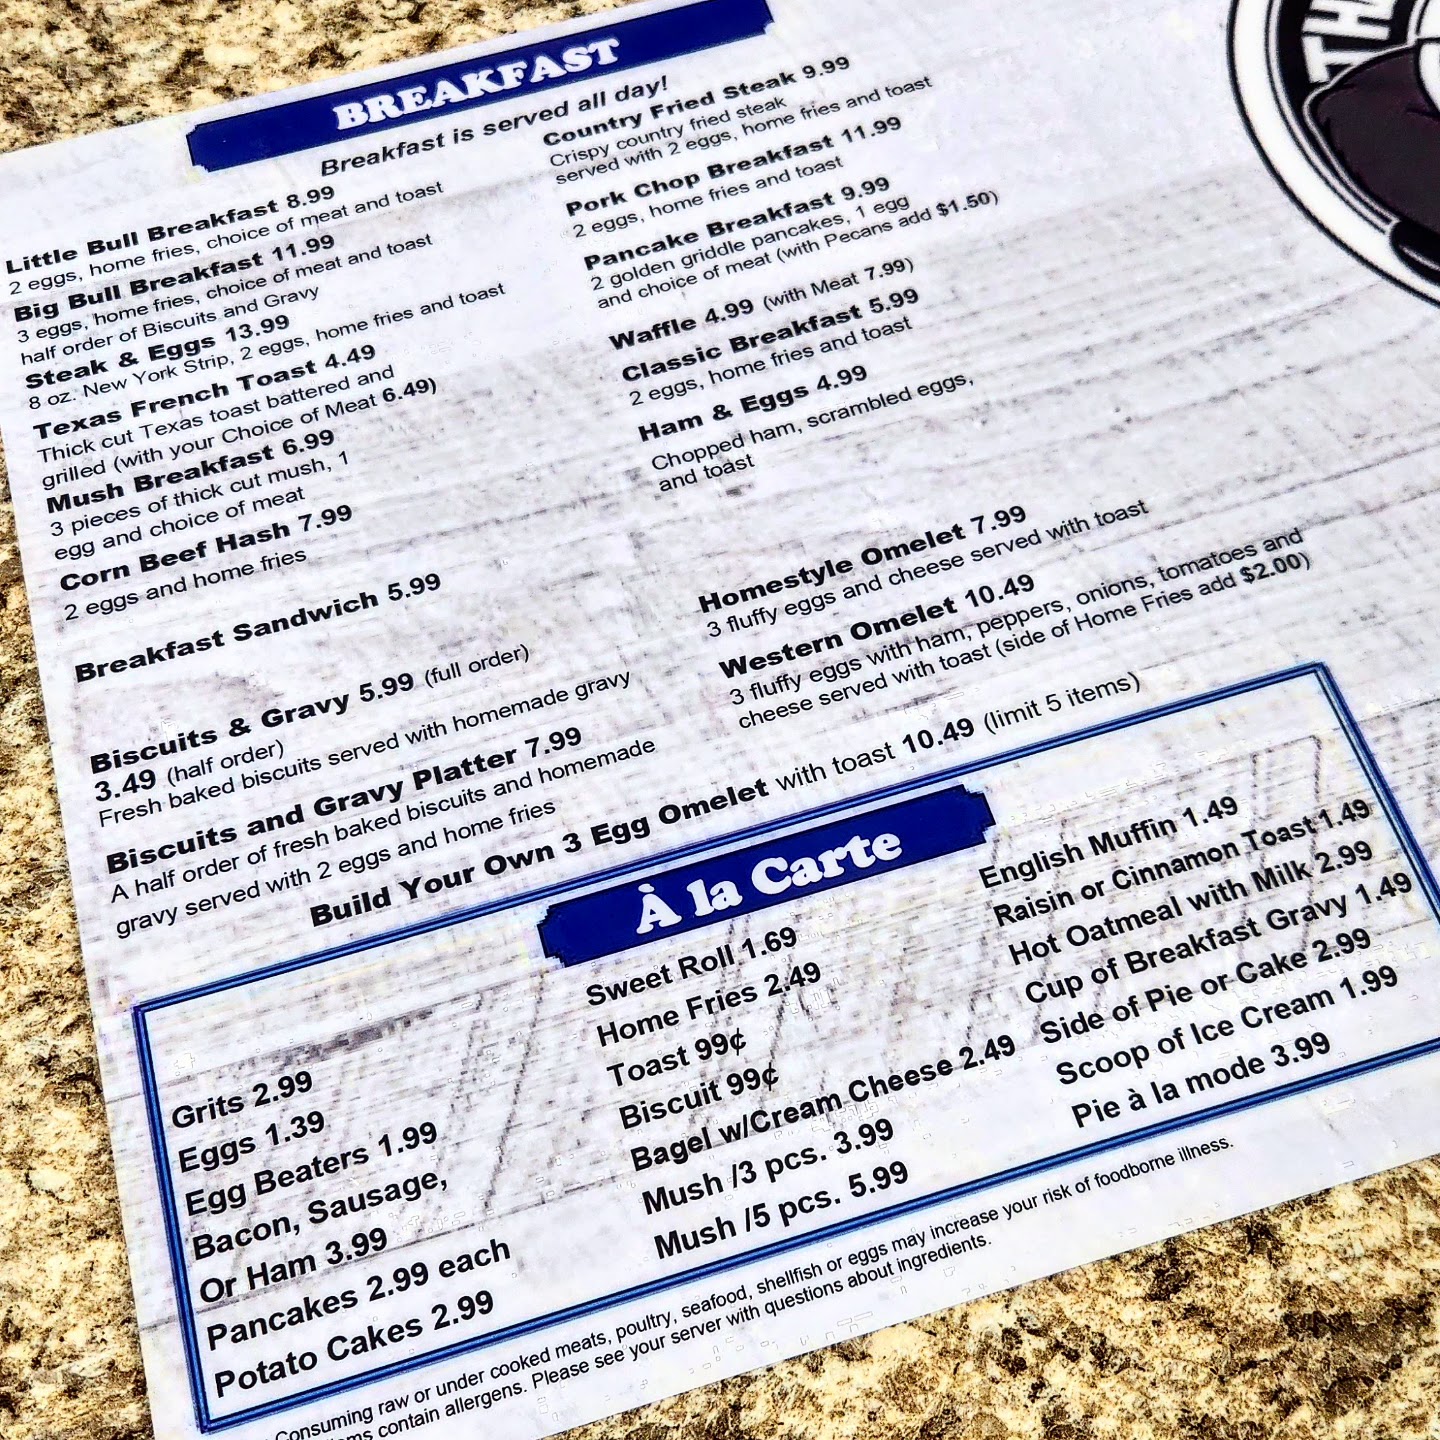 BREAKFAST
Breakfast is served all day!
Little Bull Breakfast 8.99
2 eggs, home fries, choice of meat and toast
Big Bull Breakfast 11.99
3 eggs, home fries, choice of meat and toast
half order of Biscuits and Gravy
Steak & Eggs 13.99
8 oz. New York Strip, 2 eggs, home fries and toast
Texas French Toast 4.49
Thick cut Texas toast battered and
grilled (with your Choice of Meat 6.49)
Mush Breakfast 6.99
3 pieces of thick cut mush, 1
egg and choice of meat
Corn Beef Hash 7.99
2 eggs and home fries
Breakfast Sandwich 5.99
Biscuits & Gravy 5.99 (full order)
3.49 (half order)
Fresh baked biscuits served with homemade gravy
Biscuits and Gravy Platter 7.99
A half order of fresh baked biscuits and homemade
gravy served with 2 eggs and home fries
Country Fried Steak 9.99
Crispy country fried steak
served with 2 eggs, home fries and toast
Pork Chop Breakfast 11.99
2 eggs, home fries and toast
Pancake Breakfast 9.99
2 golden griddle pancakes, 1 egg
and choice of meat (with Pecans add $1.50)
Waffle 4.99 (with Meat 7.99)
Classic Breakfast 5.99
2 eggs, home fries and toast
Ham & Eggs 4.99
Chopped ham, scrambled eggs,
and toast
Homestyle Omelet 7.99
3 fluffy eggs and cheese served with toast
Western Omelet 10.49
3 fluffy eggs with ham, peppers, onions, tomatoes and
cheese served with toast (side of Home Fries add $2.00)
Build Your Own 3 Egg Omelet with toast 10.49 (limit 5 items)
À la Carte
Grits 2.99
Eggs 1.39
Egg Beaters 1.99
Bacon, Sausage,
Or Ham 3.99
Pancakes 2.99 each
Potato Cakes 2.99
Sweet Roll 1.69
Home Fries 2.49
Toast 99¢
Biscuit 99¢
Bagel w/Cream Cheese 2.49
Mush /3 pcs. 3.99
Mush /5 pcs. 5.99
English Muffin 1.49
Raisin or Cinnamon Toast 1.49
Hot Oatmeal with Milk 2.99
Cup of Breakfast Gravy 1.49
Side of Pie or Cake 2.99
Scoop of Ice Cream 1.99
Pie à la mode 3.99
Consuming raw or under cooked meats, poultry, seafood, shellfish or eggs may increase your risk of foodborne illness.
contain allergens. Please see your server with questions about ingredients.